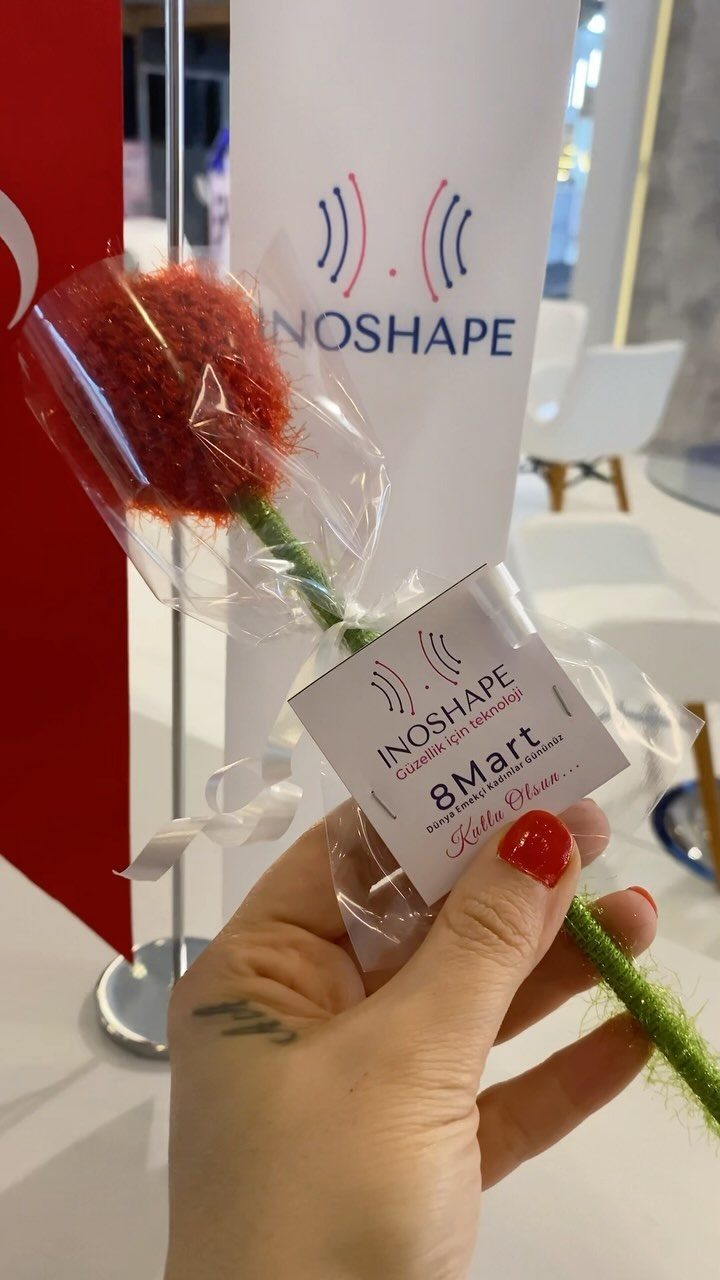 INOSHAPE
INOSHAPE
Güzellik için teknoloji
8Mart
Dünya Emekçi Kadınlar Gününüz
Kutlu Olsun...